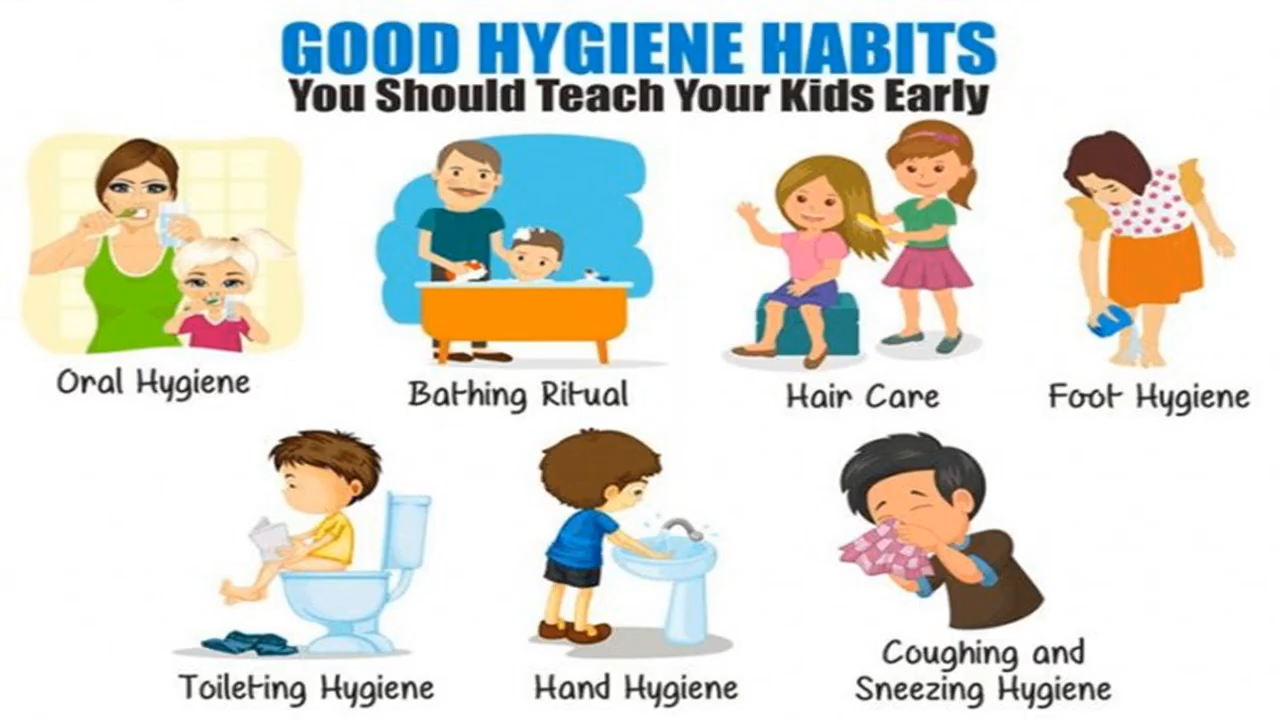 GOOD HYGIENE HABITS
You Should Teach Your Kids Early
Oral Hygiene
Bathing Ritual
Hair Care
Foot Hygiene
Toileting Hygiene
Hand Hygiene
Coughing and
Sneezing Hygiene